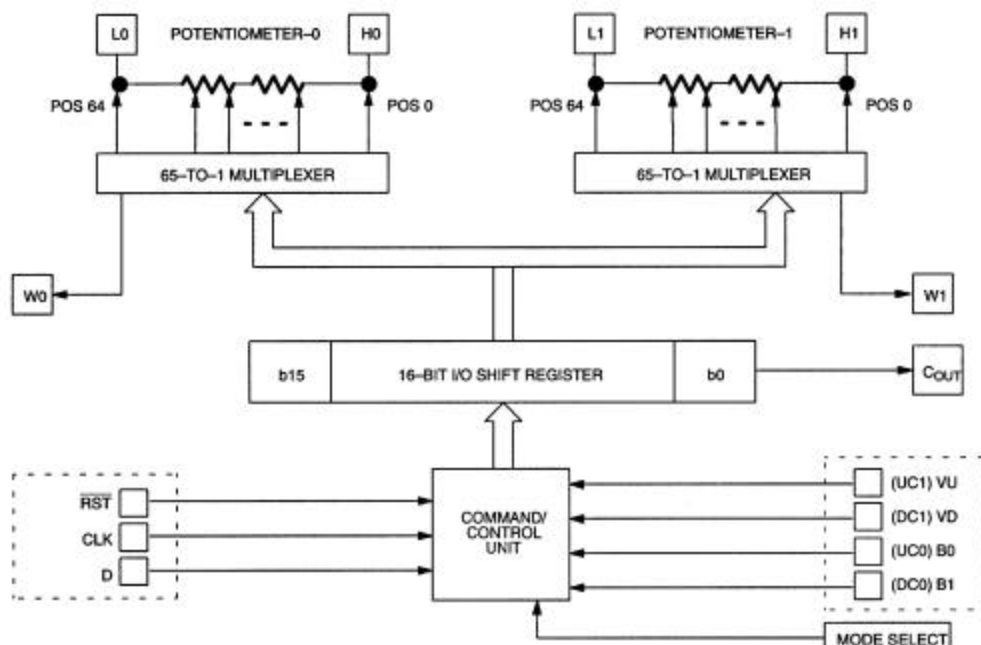 L0 POTENTIOMETER-0 H0 L1 POTENTIOMETER-1 H1
POS 64 POS 0 POS 64 POS 0
65-TO-1 MULTIPLEXER 65-TO-1 MULTIPLEXER
W0 W1
b15 16-BIT I/O SHIFT REGISTER b0 COUT
RST
CLK
D
COMMAND/
CONTROL
UNIT
(UC1) VU
(DC1) VD
(UC0) B0
(DC0) B1
MODE SELECT